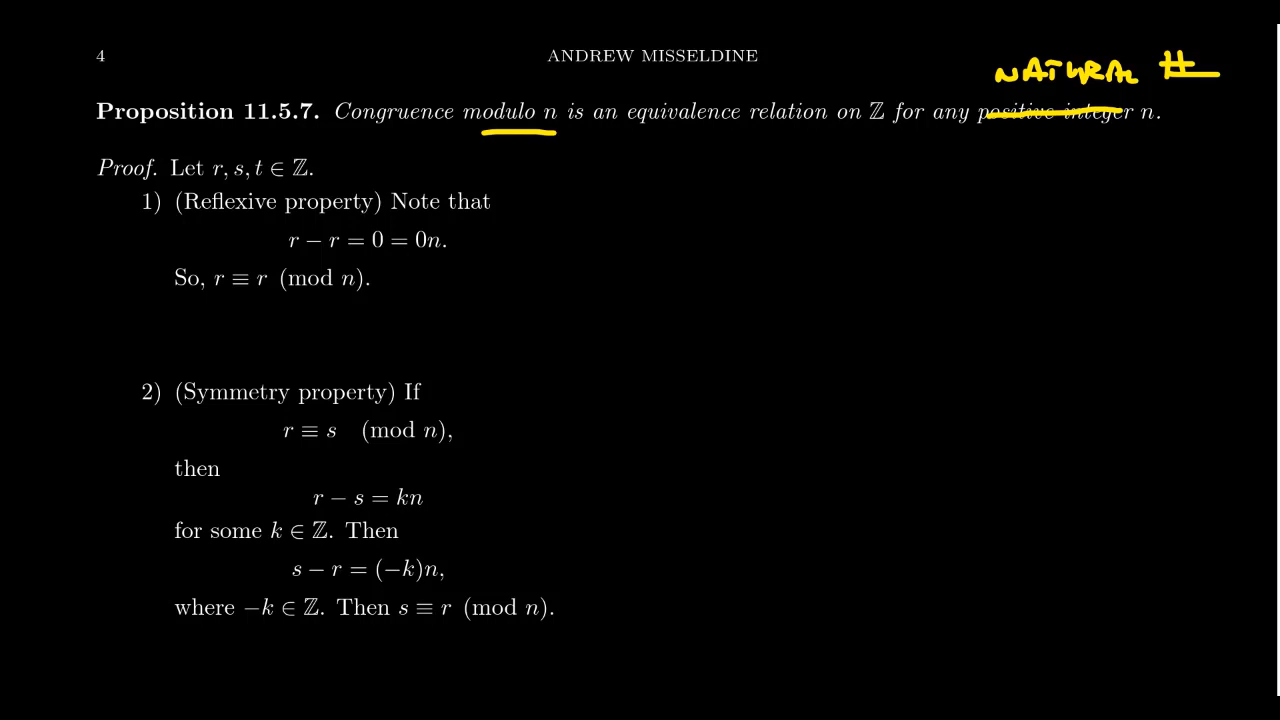 4 ANDREW MISSELDINE
NATURAL #
Proposition 11.5.7. Congruence modulo n is an equivalence relation on ℤ for any positive integer n.
Proof. Let r, s, t ∈ ℤ.
1) (Reflexive property) Note that
r − r = 0 = 0n.
So, r ≡ r (mod n).
2) (Symmetry property) If
r ≡ s (mod n),
then
r − s = kn
for some k ∈ ℤ. Then
s − r = (−k)n,
where −k ∈ ℤ. Then s ≡ r (mod n).